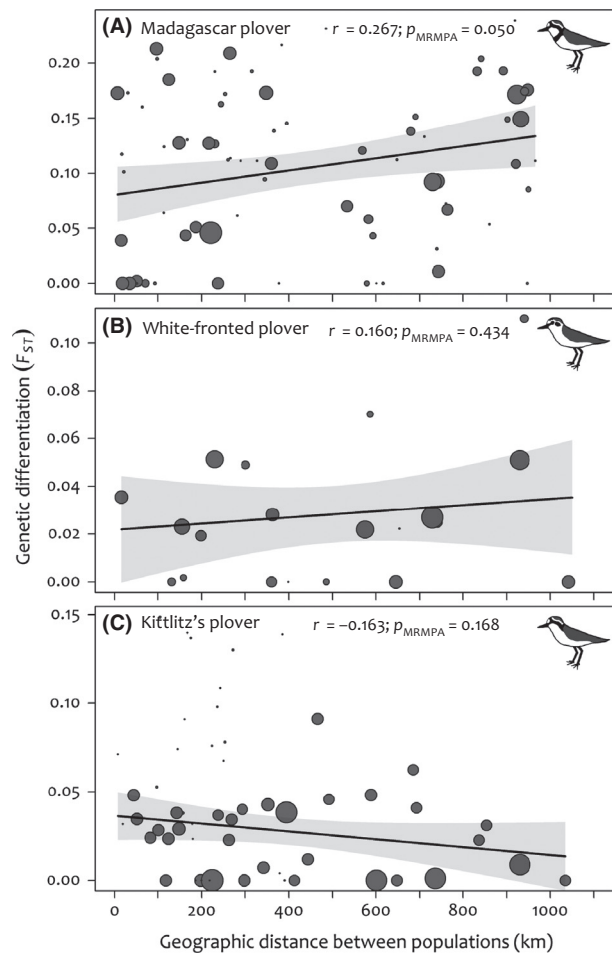 (A) Madagascar plover r = 0.267; pMRMPA = 0.050
0.20
0.15
0.10
0.05
0.00
(B) White-fronted plover r = 0.160; pMRMPA = 0.434
0.10
0.08
0.06
0.04
0.02
0.00
(C) Kittlitz's plover r = −0.163; pMRMPA = 0.168
0.15
0.10
0.05
0.00
Genetic differentiation (FST)
0 200 400 600 800 1000
Geographic distance between populations (km)